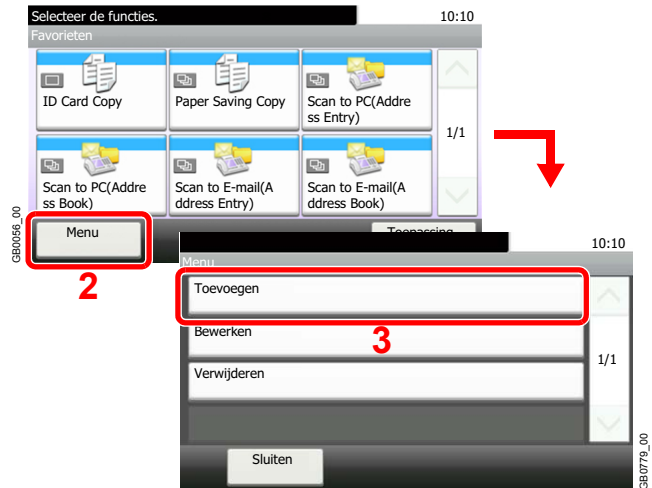 Selecteer de functies.
10:10
Favorieten
ID Card Copy
Paper Saving Copy
Scan to PC(Addre
ss Entry)
1/1
Scan to PC(Addre
ss Book)
Scan to E-mail(A
ddress Entry)
Scan to E-mail(A
ddress Book)
GB0056_00
Menu
2
10:10
Menu
Toevoegen
Bewerken
3
1/1
Verwijderen
Sluiten
GB0779_00